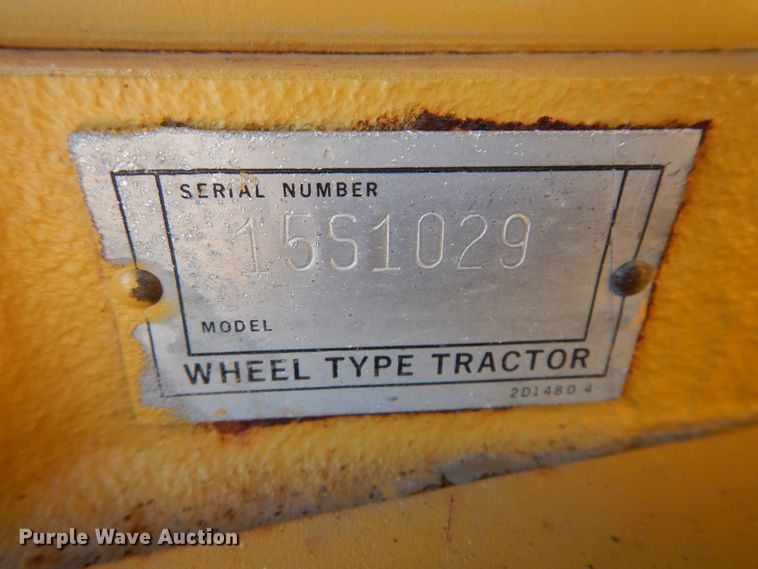 SERIAL NUMBER
15S1029
MODEL
WHEEL TYPE TRACTOR
2D1480 4
Purple Wave Auction